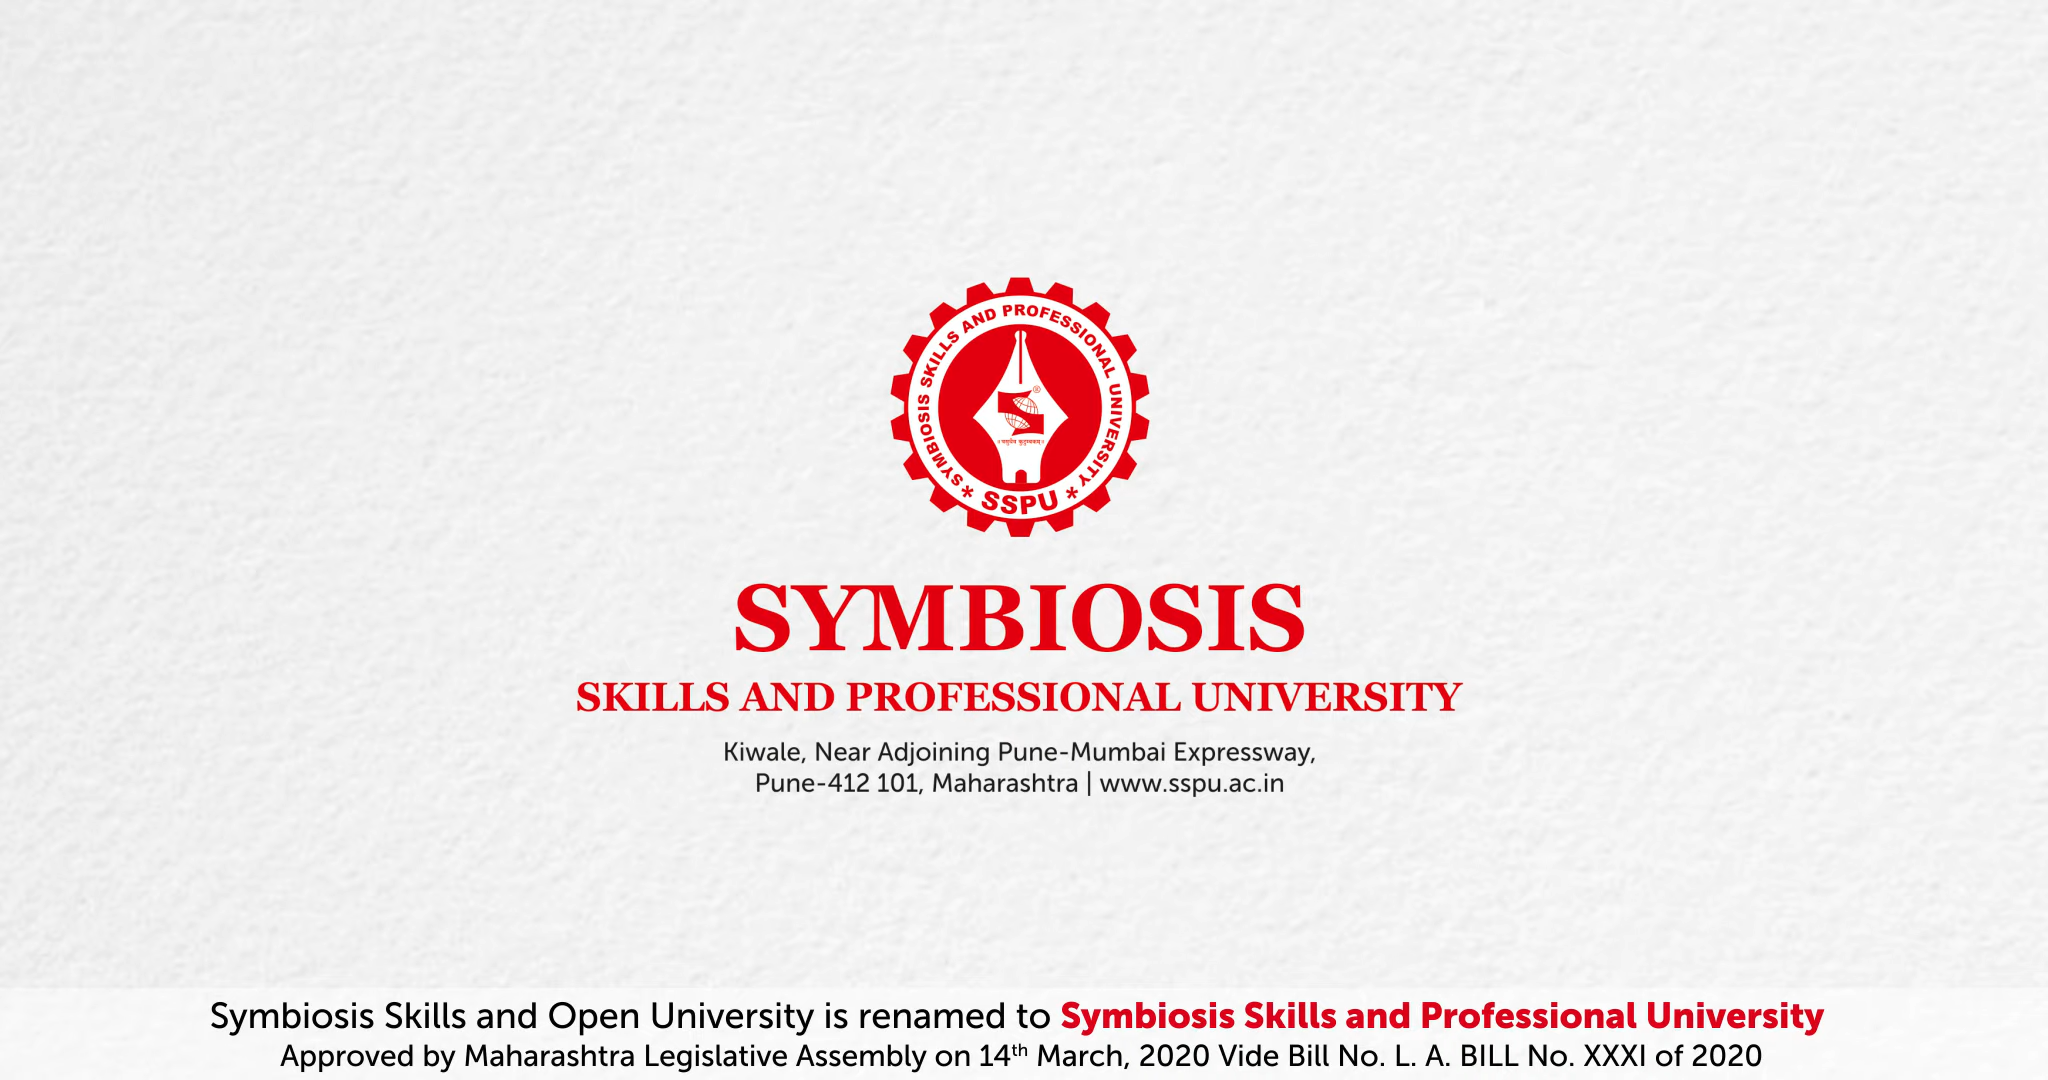 SYMBIOSIS SKILLS AND PROFESSIONAL UNIVERSITY
®
॥ वसुधैव कुटुम्बकम् ॥
* SSPU *
SYMBIOSIS
SKILLS AND PROFESSIONAL UNIVERSITY
Kiwale, Near Adjoining Pune-Mumbai Expressway,
Pune-412 101, Maharashtra | www.sspu.ac.in
Symbiosis Skills and Open University is renamed to Symbiosis Skills and Professional University
Approved by Maharashtra Legislative Assembly on 14th March, 2020 Vide Bill No. L. A. BILL No. XXXI of 2020